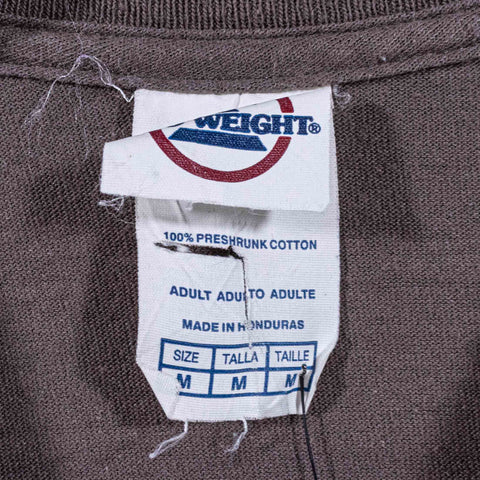 WEIGHT®
100% PRESHRUNK COTTON
ADULT ADULTO ADULTE
MADE IN HONDURAS
SIZE TALLA TAILLE
M M M